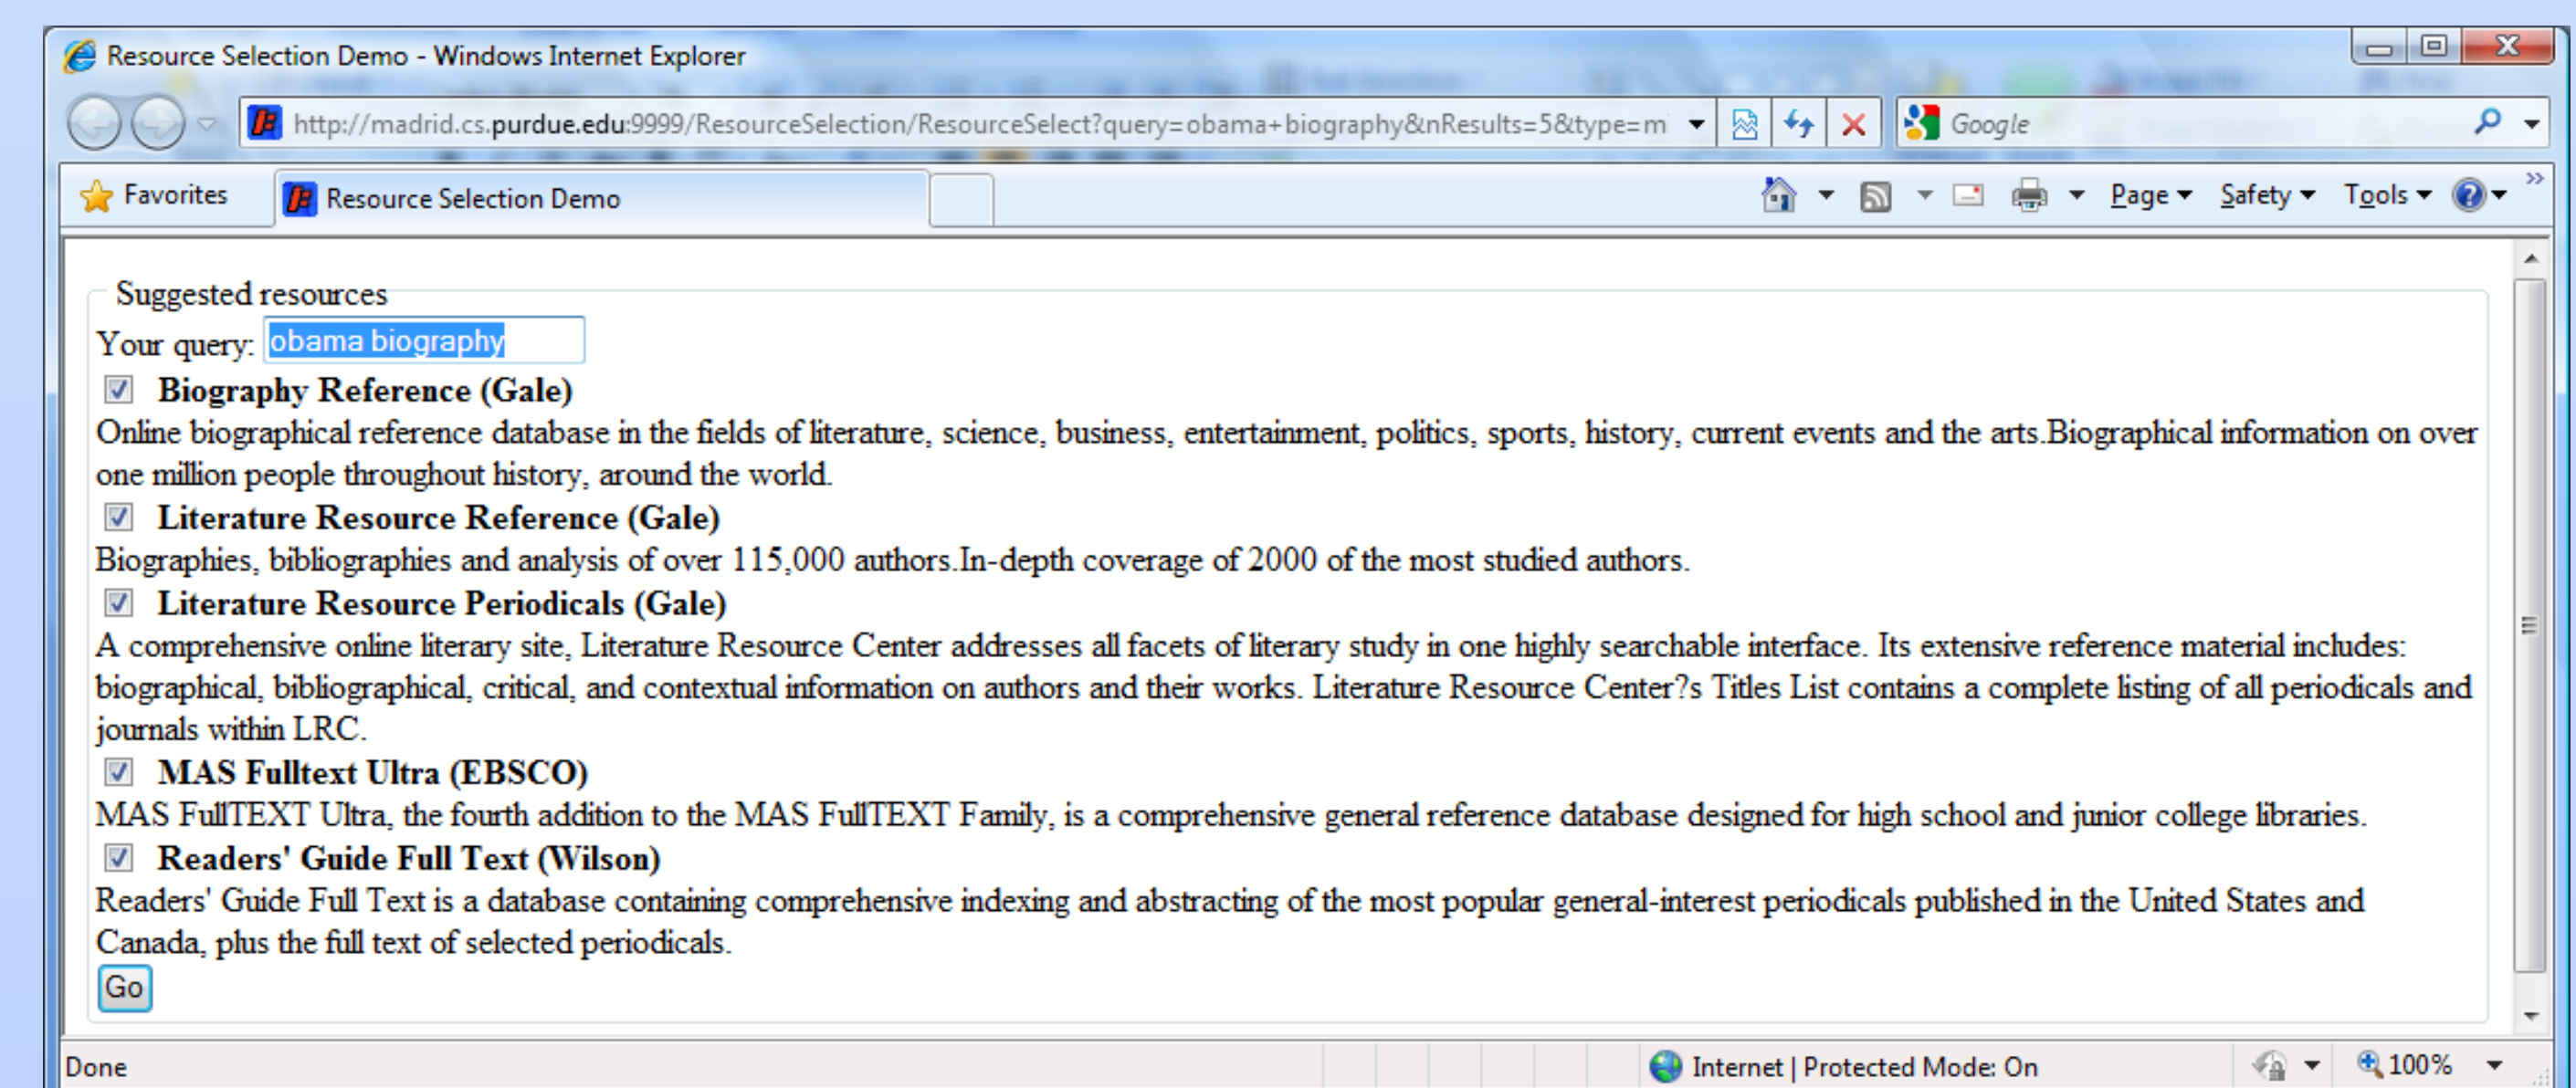 Resource Selection Demo - Windows Internet Explorer
http://madrid.cs.purdue.edu:9999/ResourceSelection/ResourceSelect?query=obama+biography&nResults=5&type=m
Google
Favorites
Resource Selection Demo
Page
Safety
Tools
Suggested resources
Your query: obama biography
Biography Reference (Gale)
Online biographical reference database in the fields of literature, science, business, entertainment, politics, sports, history, current events and the arts.Biographical information on over
one million people throughout history, around the world.
Literature Resource Reference (Gale)
Biographies, bibliographies and analysis of over 115,000 authors.In-depth coverage of 2000 of the most studied authors.
Literature Resource Periodicals (Gale)
A comprehensive online literary site, Literature Resource Center addresses all facets of literary study in one highly searchable interface. Its extensive reference material includes:
biographical, bibliographical, critical, and contextual information on authors and their works. Literature Resource Center?s Titles List contains a complete listing of all periodicals and
journals within LRC.
MAS Fulltext Ultra (EBSCO)
MAS FullTEXT Ultra, the fourth addition to the MAS FullTEXT Family, is a comprehensive general reference database designed for high school and junior college libraries.
Readers' Guide Full Text (Wilson)
Readers' Guide Full Text is a database containing comprehensive indexing and abstracting of the most popular general-interest periodicals published in the United States and
Canada, plus the full text of selected periodicals.
Go
Done
Internet | Protected Mode: On
100%